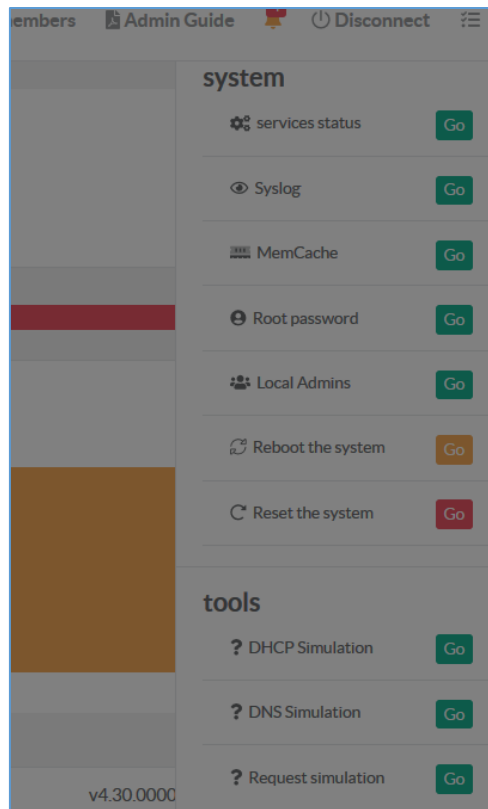 embers Admin Guide Disconnect
system
services status Go
Syslog Go
MemCache Go
Root password Go
Local Admins Go
Reboot the system Go
Reset the system Go
tools
? DHCP Simulation Go
? DNS Simulation Go
? Request simulation Go
v4.30.0000